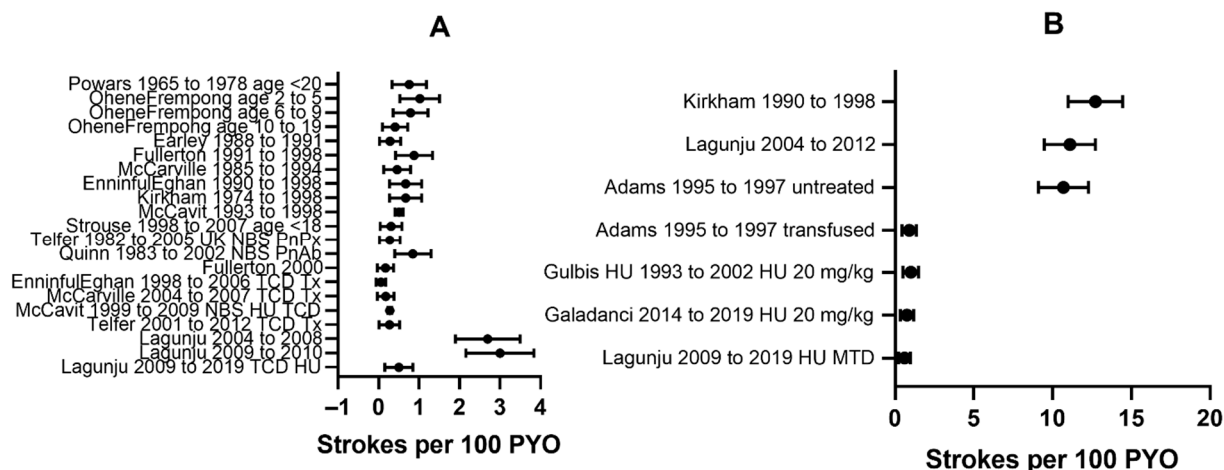 A
Powars 1965 to 1978 age <20
OheneFrempong age 2 to 5
OheneFrempong age 6 to 9
OheneFrempong age 10 to 19
Earley 1988 to 1991
Fullerton 1991 to 1998
McCarville 1985 to 1994
EnninfulEghan 1990 to 1998
Kirkham 1974 to 1998
McCavit 1993 to 1998
Strouse 1998 to 2007 age <18
Telfer 1982 to 2005 UK NBS PnPx
Quinn 1983 to 2002 NBS PnAb
Fullerton 2000
EnninfulEghan 1998 to 2006 TCD Tx
McCarville 2004 to 2007 TCD Tx
McCavit 1999 to 2009 NBS HU TCD
Telfer 2001 to 2012 TCD Tx
Lagunju 2004 to 2008
Lagunju 2009 to 2010
Lagunju 2009 to 2019 TCD HU
–1 0 1 2 3 4
Strokes per 100 PYO
B
Kirkham 1990 to 1998
Lagunju 2004 to 2012
Adams 1995 to 1997 untreated
Adams 1995 to 1997 transfused
Gulbis HU 1993 to 2002 HU 20 mg/kg
Galadanci 2014 to 2019 HU 20 mg/kg
Lagunju 2009 to 2019 HU MTD
0 5 10 15 20
Strokes per 100 PYO